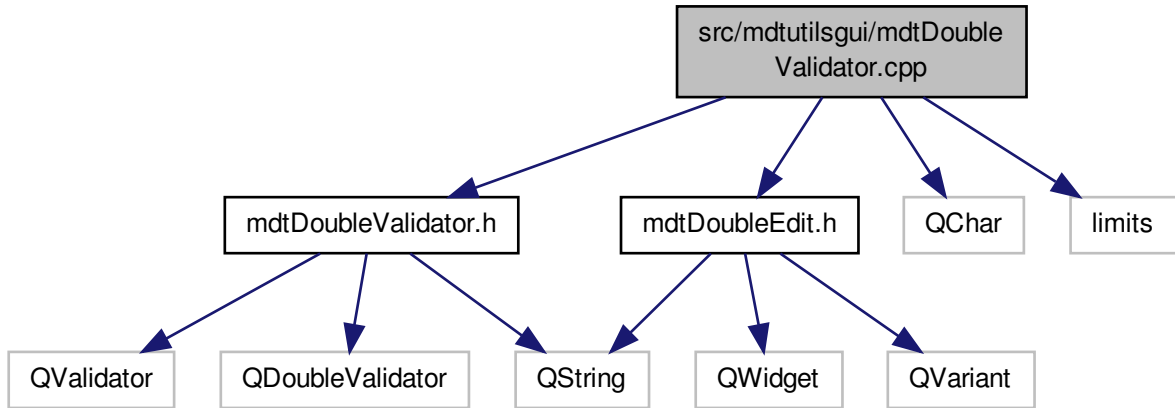 src/mdtutilsgui/mdtDouble
Validator.cpp
mdtDoubleValidator.h
mdtDoubleEdit.h
QChar
limits
QValidator
QDoubleValidator
QString
QWidget
QVariant